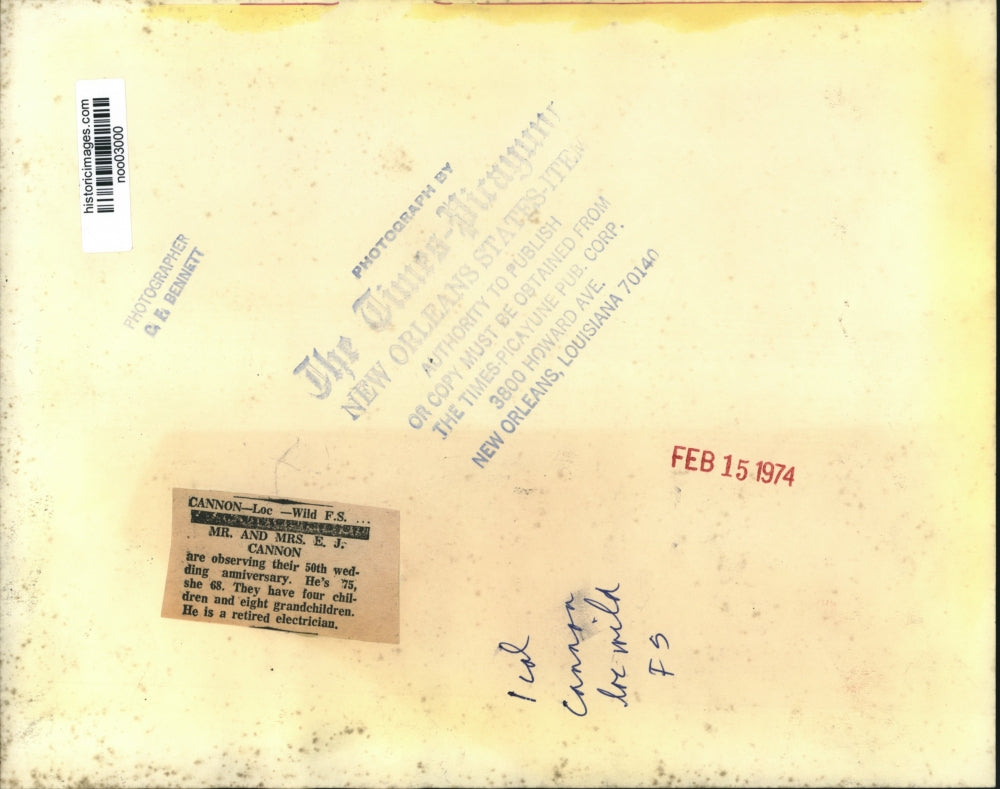 historicimages.com
noo03000
PHOTOGRAPHER
G. E. BENNETT
PHOTOGRAPH BY
The Times-Picayune
NEW ORLEANS STATES-ITEM
AUTHORITY TO PUBLISH
OR COPY MUST BE OBTAINED FROM
THE TIMES-PICAYUNE PUB. CORP.
3800 HOWARD AVE.
NEW ORLEANS, LOUISIANA 70140
FEB 15 1974
CANNON—Loc —Wild F.S. ...
MR. AND MRS. E. J.
CANNON
are observing their 50th wed-
ding anniversary. He's 75,
she 68. They have four chil-
dren and eight grandchildren.
He is a retired electrician.
1 col
Cannon
loc wild
F S